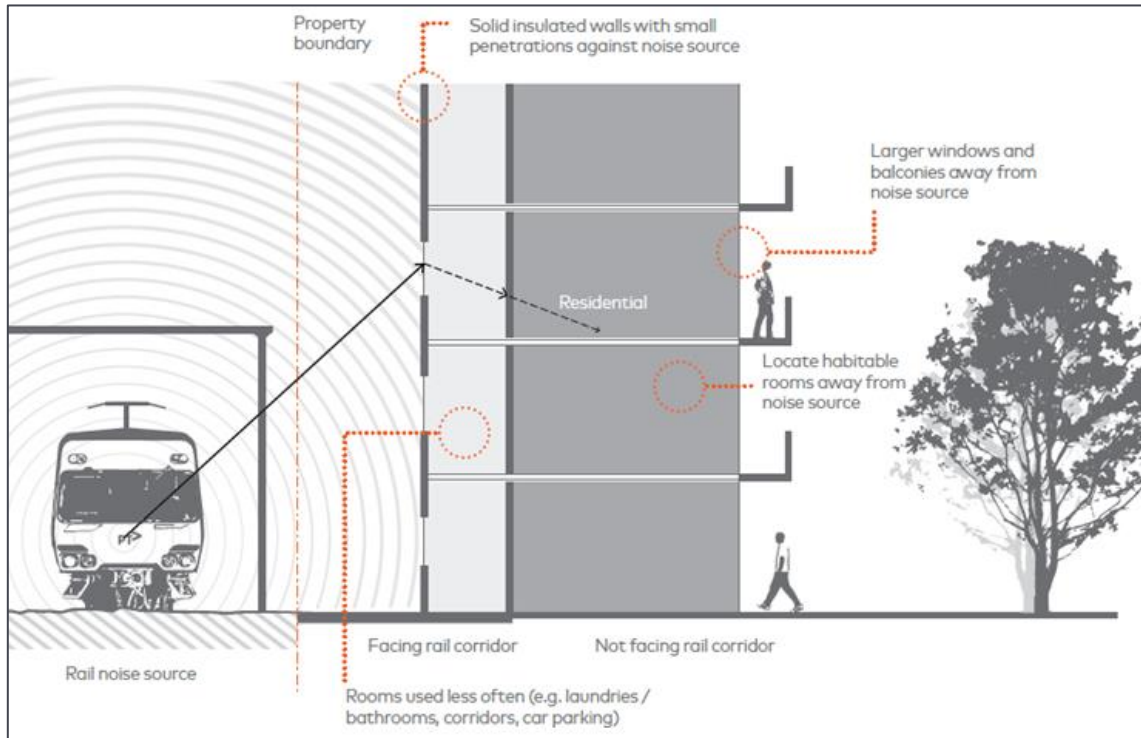 Property
boundary
Solid insulated walls with small
penetrations against noise source
Larger windows and
balconies away from
noise source
Residential
Locate habitable
rooms away from
noise source
Facing rail corridor
Not facing rail corridor
Rail noise source
Rooms used less often (e.g. laundries /
bathrooms, corridors, car parking)